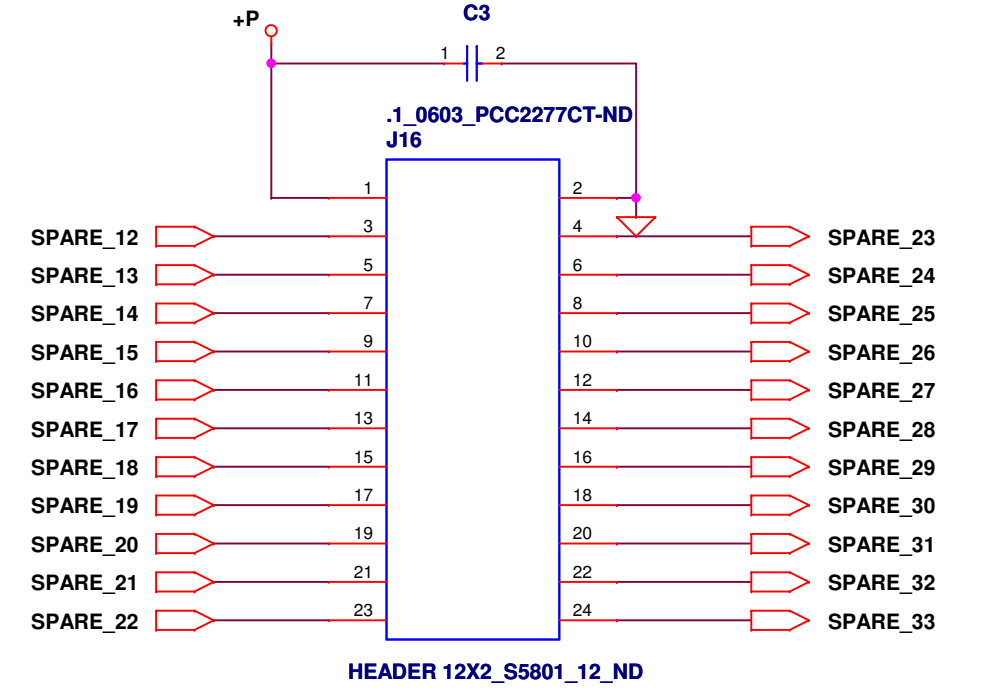 C3
+P
1 2
.1_0603_PCC2277CT-ND
J16
1 2
SPARE_12 3 4 SPARE_23
SPARE_13 5 6 SPARE_24
SPARE_14 7 8 SPARE_25
SPARE_15 9 10 SPARE_26
SPARE_16 11 12 SPARE_27
SPARE_17 13 14 SPARE_28
SPARE_18 15 16 SPARE_29
SPARE_19 17 18 SPARE_30
SPARE_20 19 20 SPARE_31
SPARE_21 21 22 SPARE_32
SPARE_22 23 24 SPARE_33
HEADER 12X2_S5801_12_ND